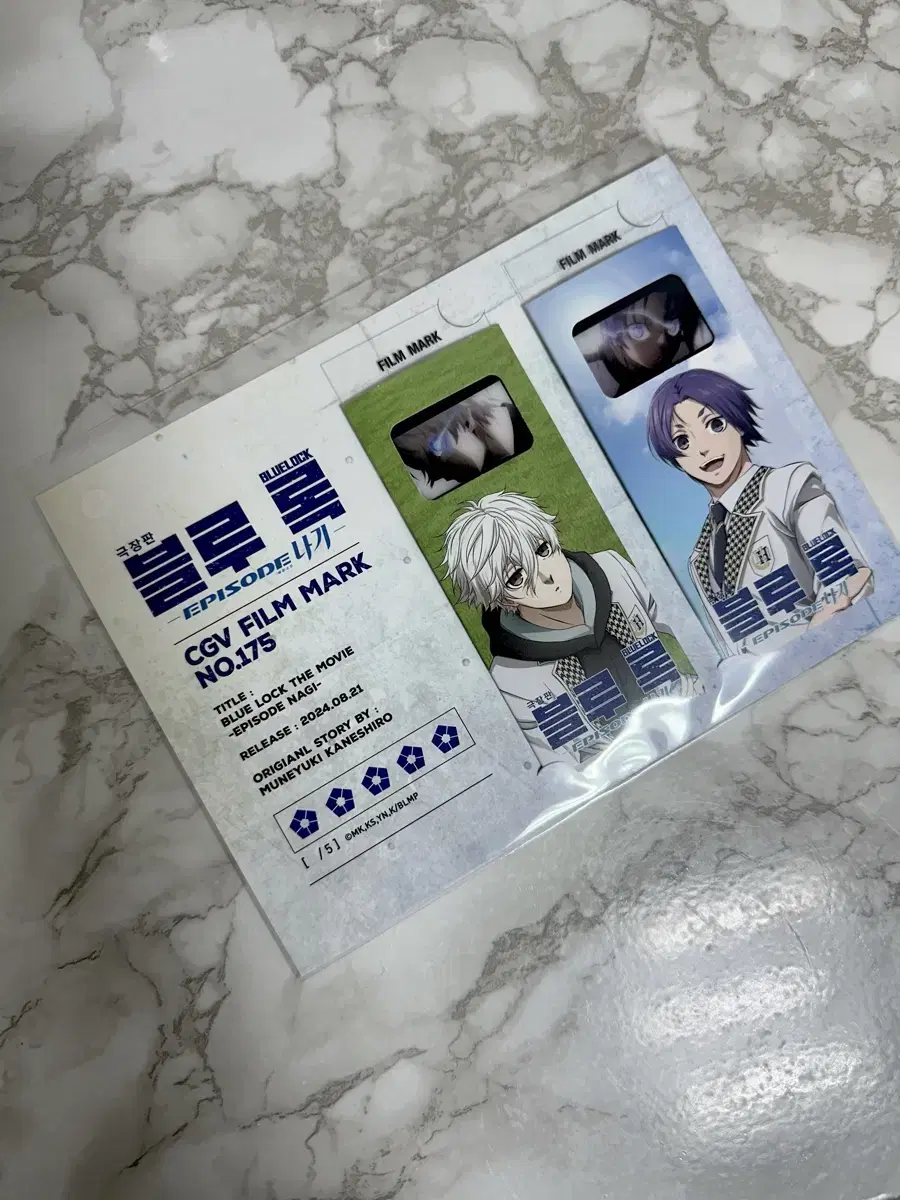 극장판
블루 록
BLUELOCK
-EPISODE 나기-
CGV FILM MARK
NO.175
TITLE :
BLUE LOCK THE MOVIE
-EPISODE NAGI-
RELEASE : 2024.08.21
ORIGIANL STORY BY :
MUNEYUKI KANESHIRO
[ /5]
©MK,KS,YN,K/BLMP
FILM MARK
H
극장판
블루 록
BLUELOCK
EPISODE 나기
FILM MARK
H
블루 록
BLUELOCK
EPISODE 나기